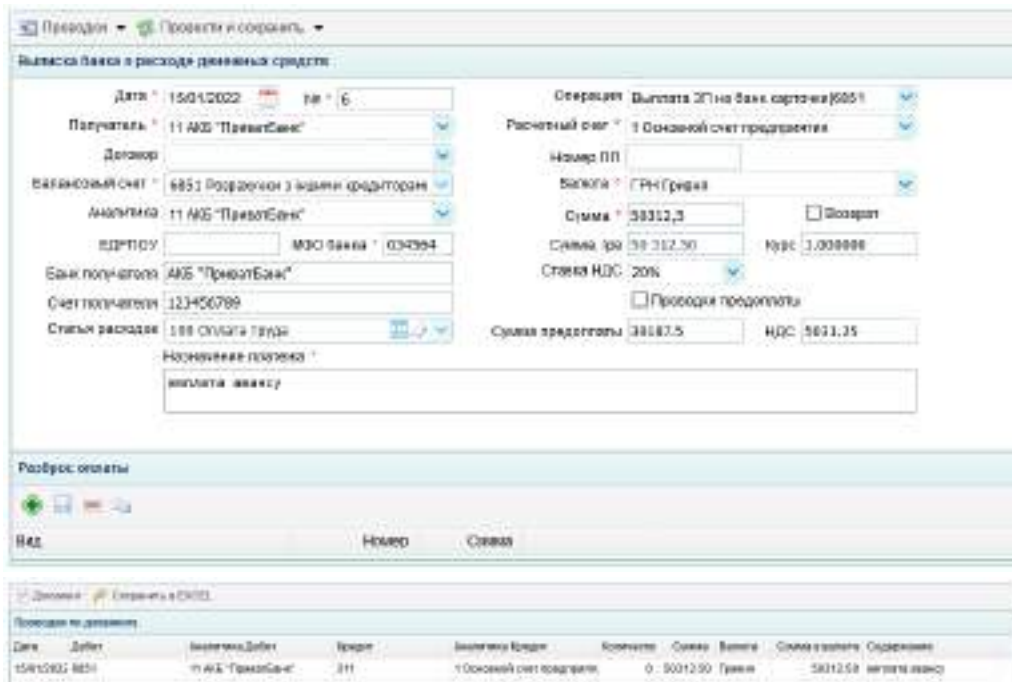 Проводки Провести и сохранить
Выписка банка о расходе денежных средств
Дата * 15/01/2022 № * 6 Операция Выплата ЗП на банк карточки|6851
Получатель * 11 АКБ "ПриватБанк" Расчетный счет * 1 Основной счет предприятия
Договор Номер ПП
Балансовый счет * 6851 Розрахунки з іншими кредиторами Валюта * ГРН Гривня
Аналитика 11 АКБ "ПриватБанк" Сумма * 50312,5 Возврат
ЕДРПОУ МФО банка * Сумма, грн 50 312.50 Курс 1.000000
Банк получателя АКБ "ПриватБанк" Ставка НДС 20%
Счет получателя 123456789 Проводки предоплаты
Статья расходов 100 Оплата труда Сумма предоплаты 30187.5 НДС 5031.25
Назначение платежа *
виплата авансу
Разброс оплаты
Вид Номер Сумма
Сохранить в EXCEL
Проводки по документу
Дата Дебет Аналитика Дебет Кредит Аналитика Кредит Количество Сумма Валюта Сумма в валюте Содержание
15/01/2022 6851 11 АКБ "ПриватБанк" 311 1 Основной счет предприятия 0 50312.50 Гривня 50312.50 виплата авансу